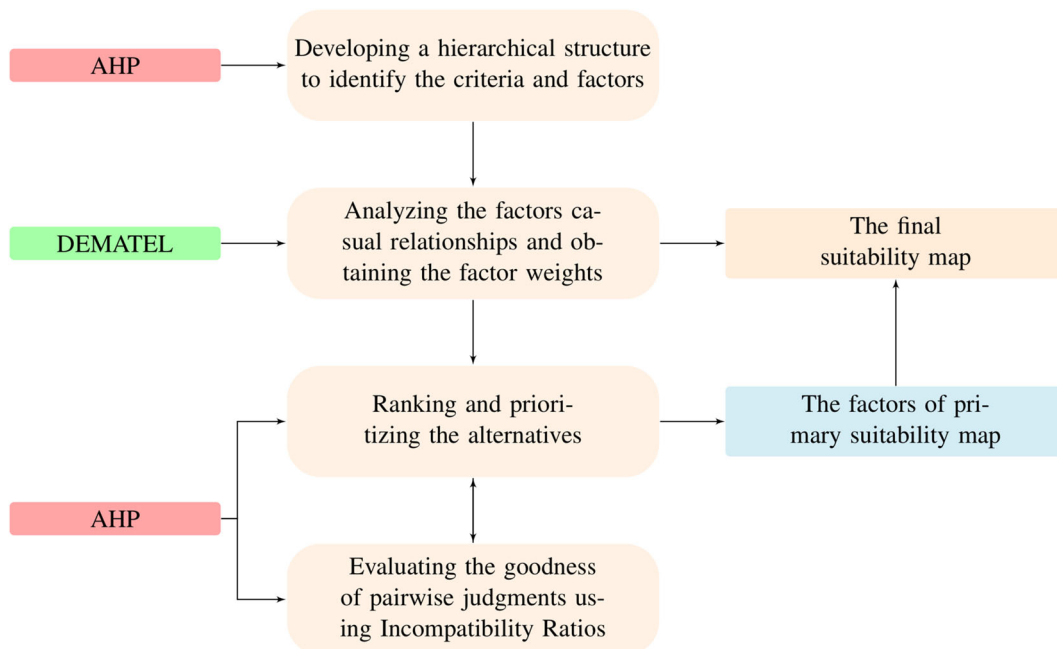 AHP
Developing a hierarchical structure
to identify the criteria and factors
DEMATEL
Analyzing the factors ca-
sual relationships and ob-
taining the factor weights
The final
suitability map
Ranking and priori-
tizing the alternatives
The factors of pri-
mary suitability map
AHP
Evaluating the goodness
of pairwise judgments us-
ing Incompatibility Ratios